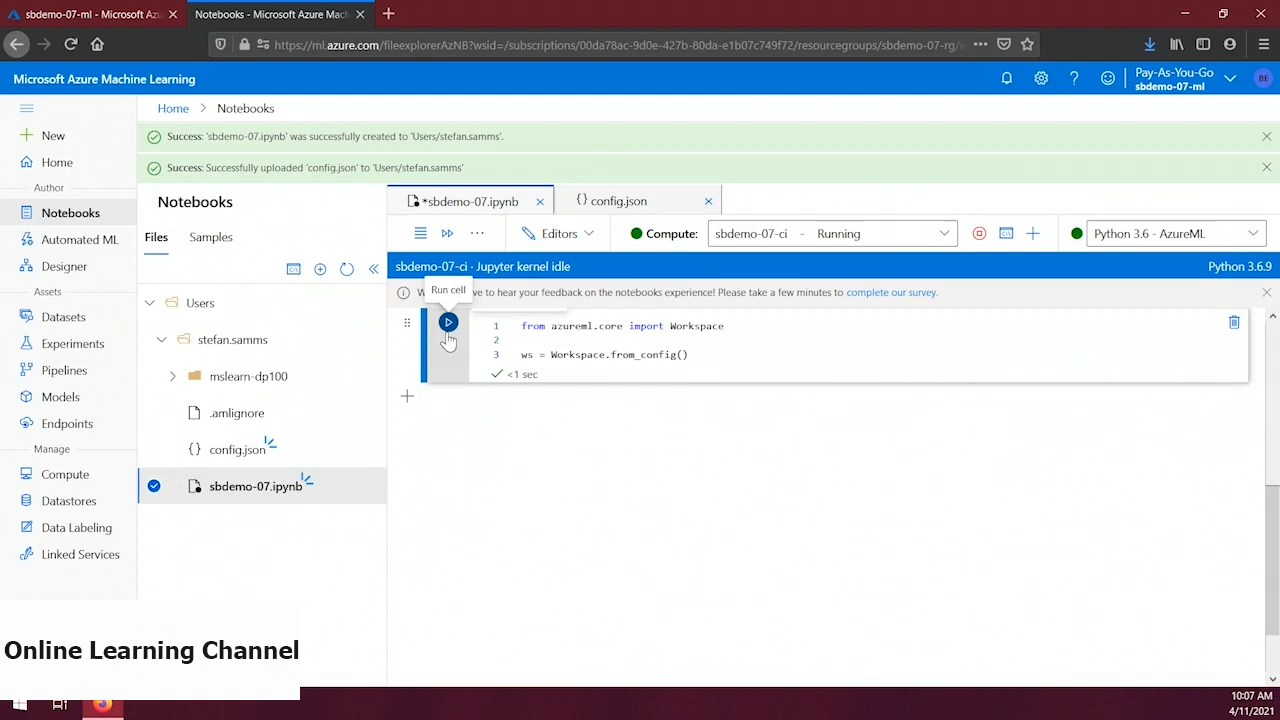 sbdemo-07-ml - Microsoft Azu
Notebooks - Microsoft Azure Mach
https://ml.azure.com/fileexplorerAzNB?wsid=/subscriptions/00da78ac-9d0e-427b-80da-e1b07c749f72/resourcegroups/sbdemo-07-rg/
Microsoft Azure Machine Learning
Pay-As-You-Go
sbdemo-07-ml
BE
New
Home
Author
Notebooks
Automated ML
Designer
Assets
Datasets
Experiments
Pipelines
Models
Endpoints
Manage
Compute
Datastores
Data Labeling
Linked Services
Home > Notebooks
Success: 'sbdemo-07.ipynb' was successfully created to 'Users/stefan.samms'.
Success: Successfully uploaded 'config.json' to 'Users/stefan.samms'
Notebooks
Files Samples
Users
stefan.samms
mslearn-dp100
.amlignore
{} config.json
sbdemo-07.ipynb
*sbdemo-07.ipynb
{} config.json
Editors
Compute: sbdemo-07-ci - Running
Python 3.6 - AzureML
sbdemo-07-ci · Jupyter kernel idle
Python 3.6.9
Run cell
to hear your feedback on the notebooks experience! Please take a few minutes to complete our survey.
1 from azureml.core import Workspace
2
3 ws = Workspace.from_config()
<1 sec
Online Learning Channel
10:07 AM
4/11/2021